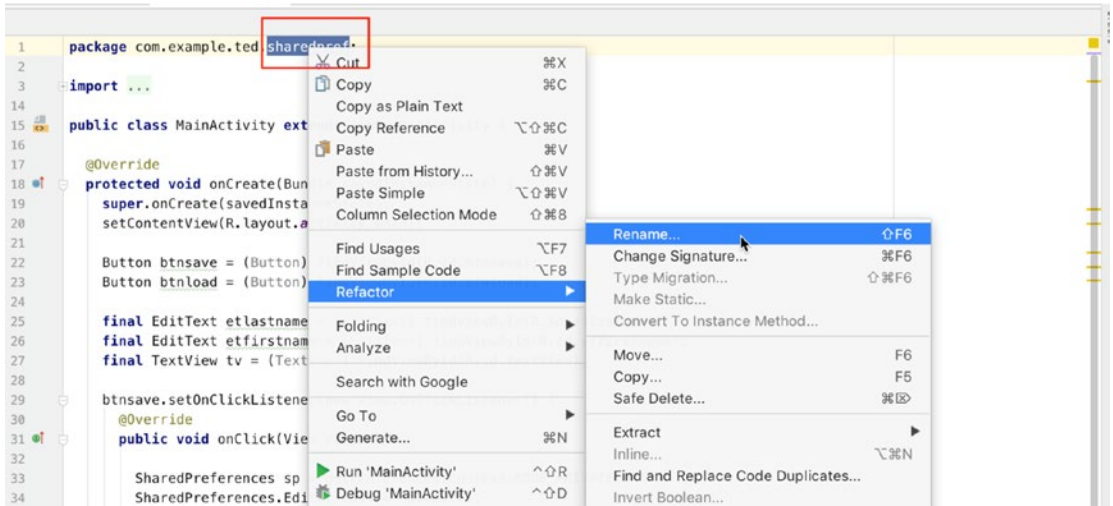 1 package com.example.ted.sharedpref;
2
3 import ...
14
15 public class MainActivity ext
16
17 @Override
18 protected void onCreate(Bun
19 super.onCreate(savedInsta
20 setContentView(R.layout.a
21
22 Button btnsave = (Button)
23 Button btnload = (Button)
24
25 final EditText etlastname
26 final EditText etfirstnam
27 final TextView tv = (Text
28
29 btnsave.setOnClickListene
30 @Override
31 public void onClick(Vie
32
33 SharedPreferences sp
34 SharedPreferences.Edi
Cut ⌘X
Copy ⌘C
Copy as Plain Text
Copy Reference ⌥⇧⌘C
Paste ⌘V
Paste from History... ⇧⌘V
Paste Simple ⌥⇧⌘V
Column Selection Mode ⇧⌘8
Find Usages ⌥F7
Find Sample Code ⌥F8
Refactor
Folding
Analyze
Search with Google
Go To
Generate... ⌘N
Run 'MainActivity' ^⇧R
Debug 'MainActivity' ^⇧D
Rename... ⇧F6
Change Signature... ⌘F6
Type Migration... ⇧⌘F6
Make Static...
Convert To Instance Method...
Move... F6
Copy... F5
Safe Delete... ⌘⌦
Extract
Inline... ⌥⌘N
Find and Replace Code Duplicates...
Invert Boolean...